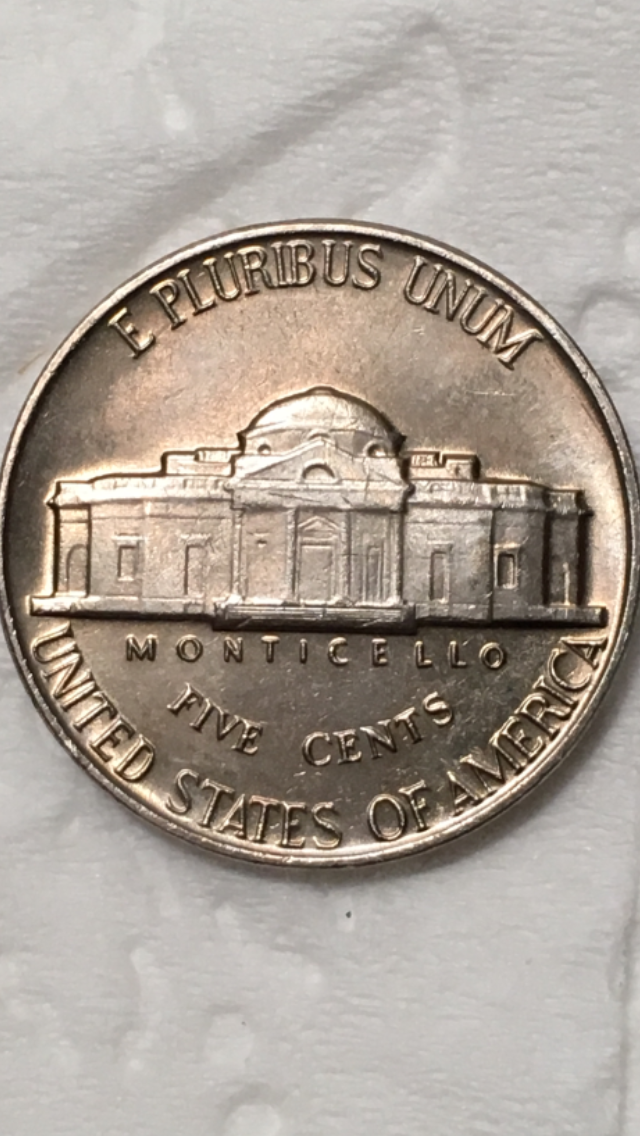 E PLURIBUS UNUM
MONTICELLO
FIVE CENTS
UNITED STATES OF AMERICA